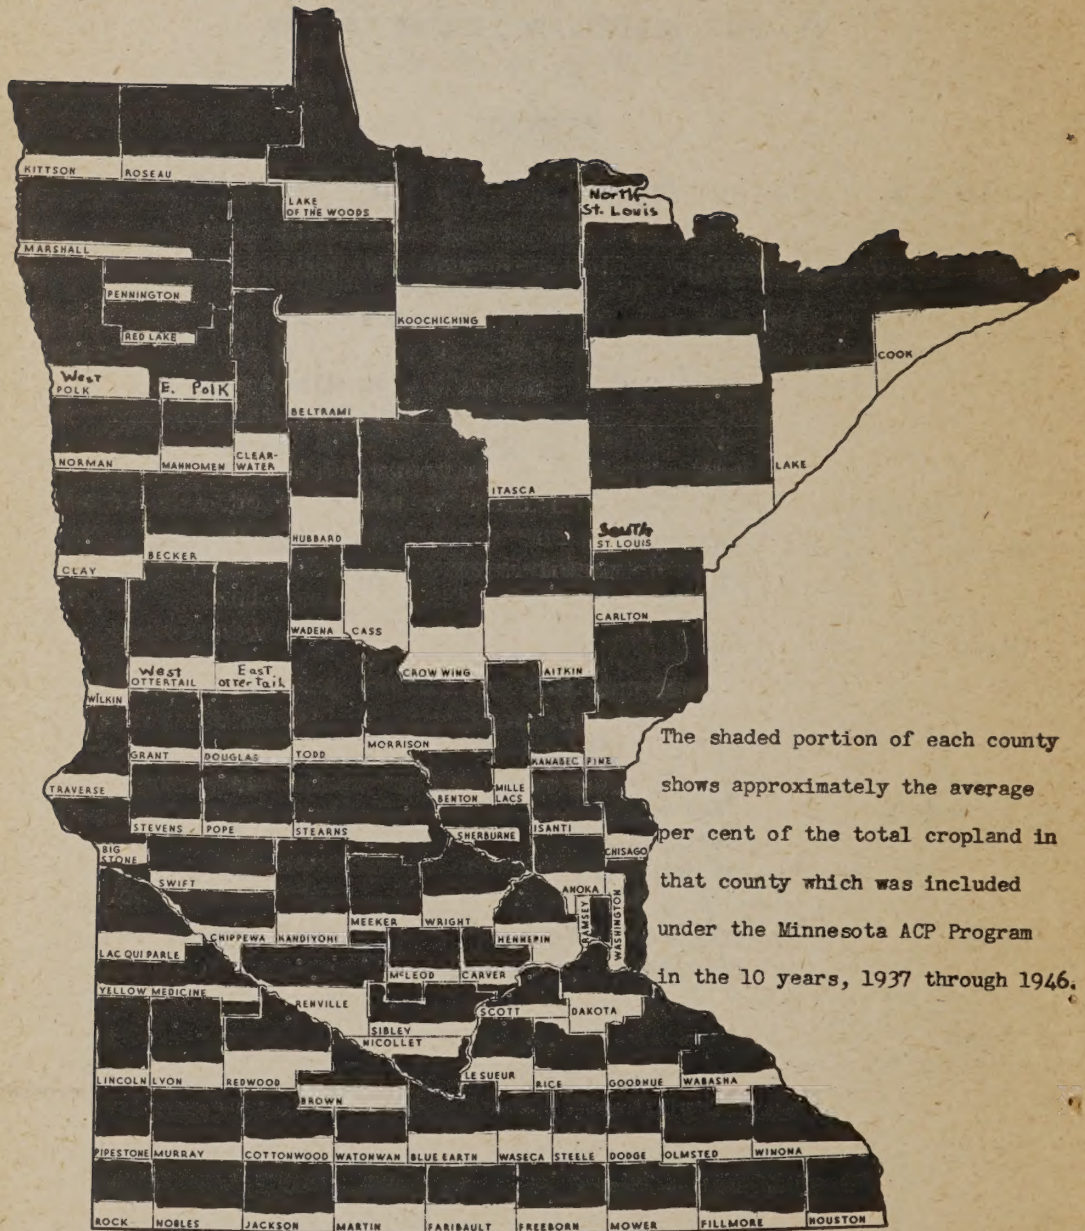 KITTSON
ROSEAU
LAKE
OF THE WOODS
North
St. Louis
MARSHALL
PENNINGTON
KOOCHICHING
RED LAKE
COOK
West
POLK
E. Polk
BELTRAMI
LAKE
NORMAN
MAHNOMEN
CLEAR-
WATER
ITASCA
HUBBARD
South
ST. LOUIS
BECKER
CLAY
CARLTON
WADENA
CASS
CROW WING
AITKIN
West
OTTERTAIL
East
otter tail
WILKIN
GRANT
DOUGLAS
TODD
MORRISON
KANABEC
PINE
TRAVERSE
BENTON
MILLE
LACS
STEVENS
POPE
STEARNS
SHERBURNE
ISANTI
CHISAGO
BIG
STONE
SWIFT
ANOKA
RAMSEY
WASHINGTON
MEEKER
WRIGHT
CHIPPEWA
KANDIYOHI
HENNEPIN
LAC QUI PARLE
McLEOD
CARVER
YELLOW MEDICINE
RENVILLE
SCOTT
DAKOTA
SIBLEY
NICOLLET
LINCOLN
LYON
REDWOOD
LE SUEUR
RICE
GOODHUE
WABASHA
BROWN
PIPESTONE
MURRAY
COTTONWOOD
WATONWAN
BLUE EARTH
WASECA
STEELE
DODGE
OLMSTED
WINONA
ROCK
NOBLES
JACKSON
MARTIN
FARIBAULT
FREEBORN
MOWER
FILLMORE
HOUSTON
The shaded portion of each county
shows approximately the average
per cent of the total cropland in
that county which was included
under the Minnesota ACP Program
in the 10 years, 1937 through 1946.